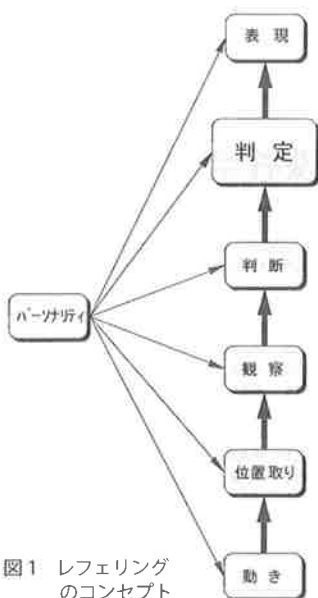 表現
判定
判断
パーソナリティ
観察
位置取り
動き
図1 レフェリング
のコンセプト